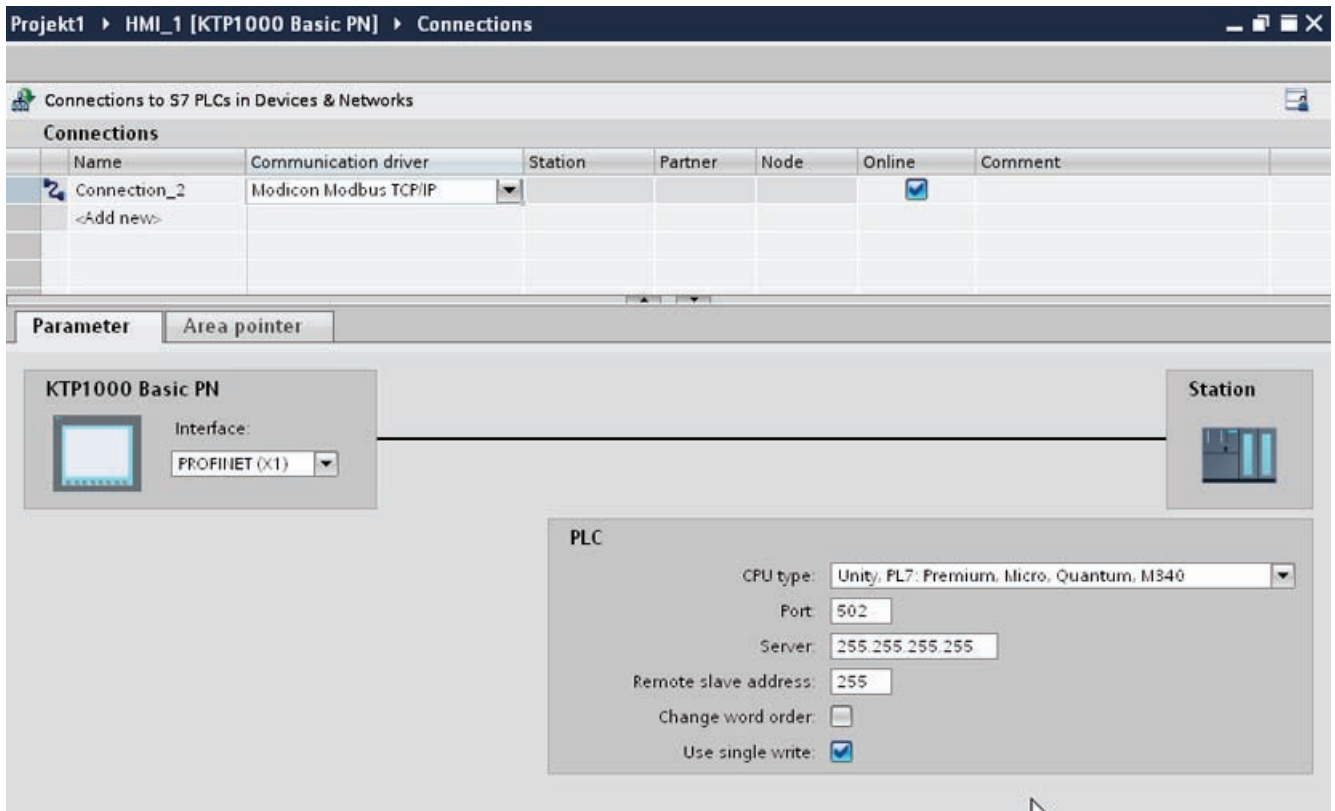 Projekt1 ▸ HMI_1 [KTP1000 Basic PN] ▸ Connections
Connections to S7 PLCs in Devices & Networks
Connections
Name Communication driver Station Partner Node Online Comment
Connection_2 Modicon Modbus TCP/IP
<Add new>
Parameter Area pointer
KTP1000 Basic PN
Interface:
PROFINET (X1)
Station
PLC
CPU type: Unity, PL7: Premium, Micro, Quantum, M340
Port: 502
Server: 255.255.255.255
Remote slave address: 255
Change word order:
Use single write: